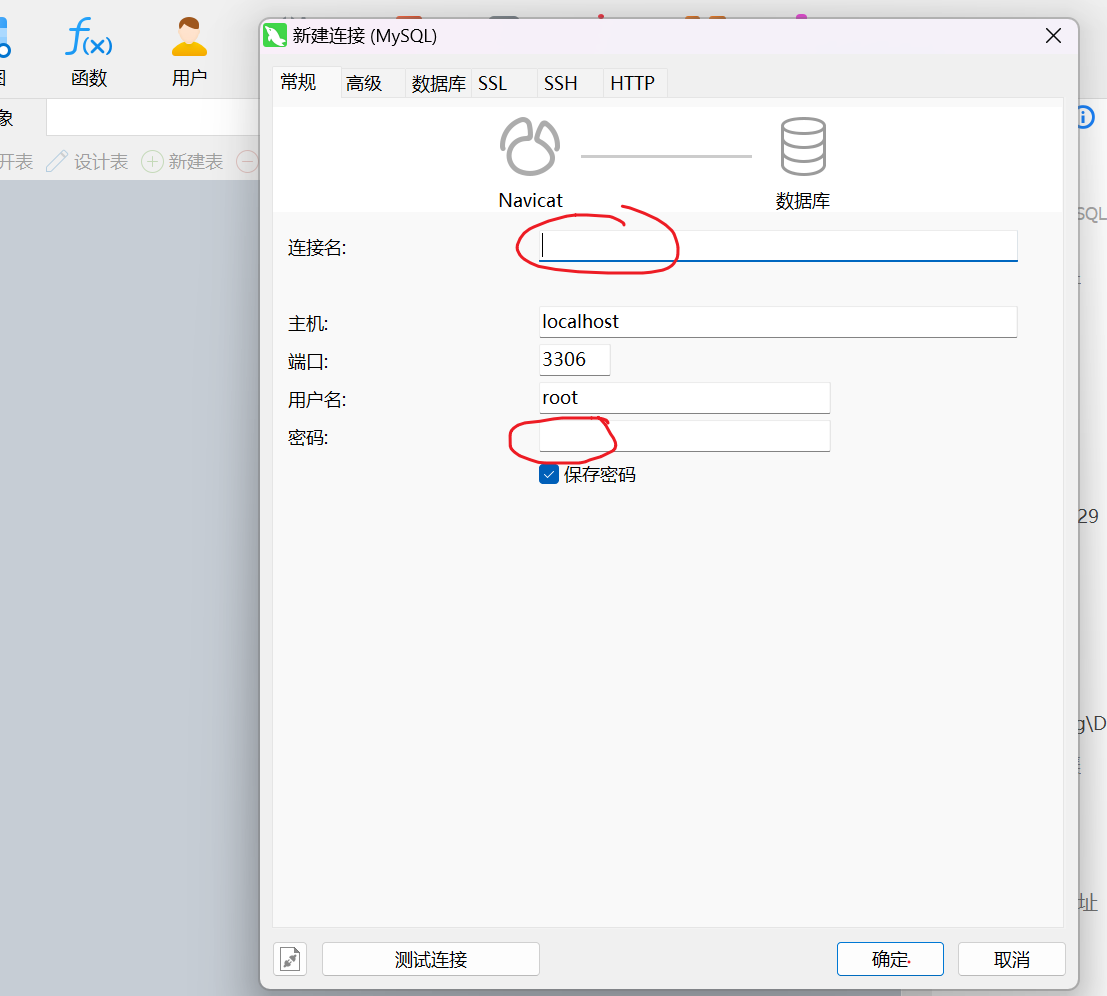 新建连接 (MySQL)
函数
用户
常规
高级
数据库
SSL
SSH
HTTP
开表
设计表
新建表
Navicat
数据库
SQL
连接名:
主机:
localhost
端口:
3306
用户名:
root
密码:
保存密码
29
g\D
址
测试连接
确定
取消